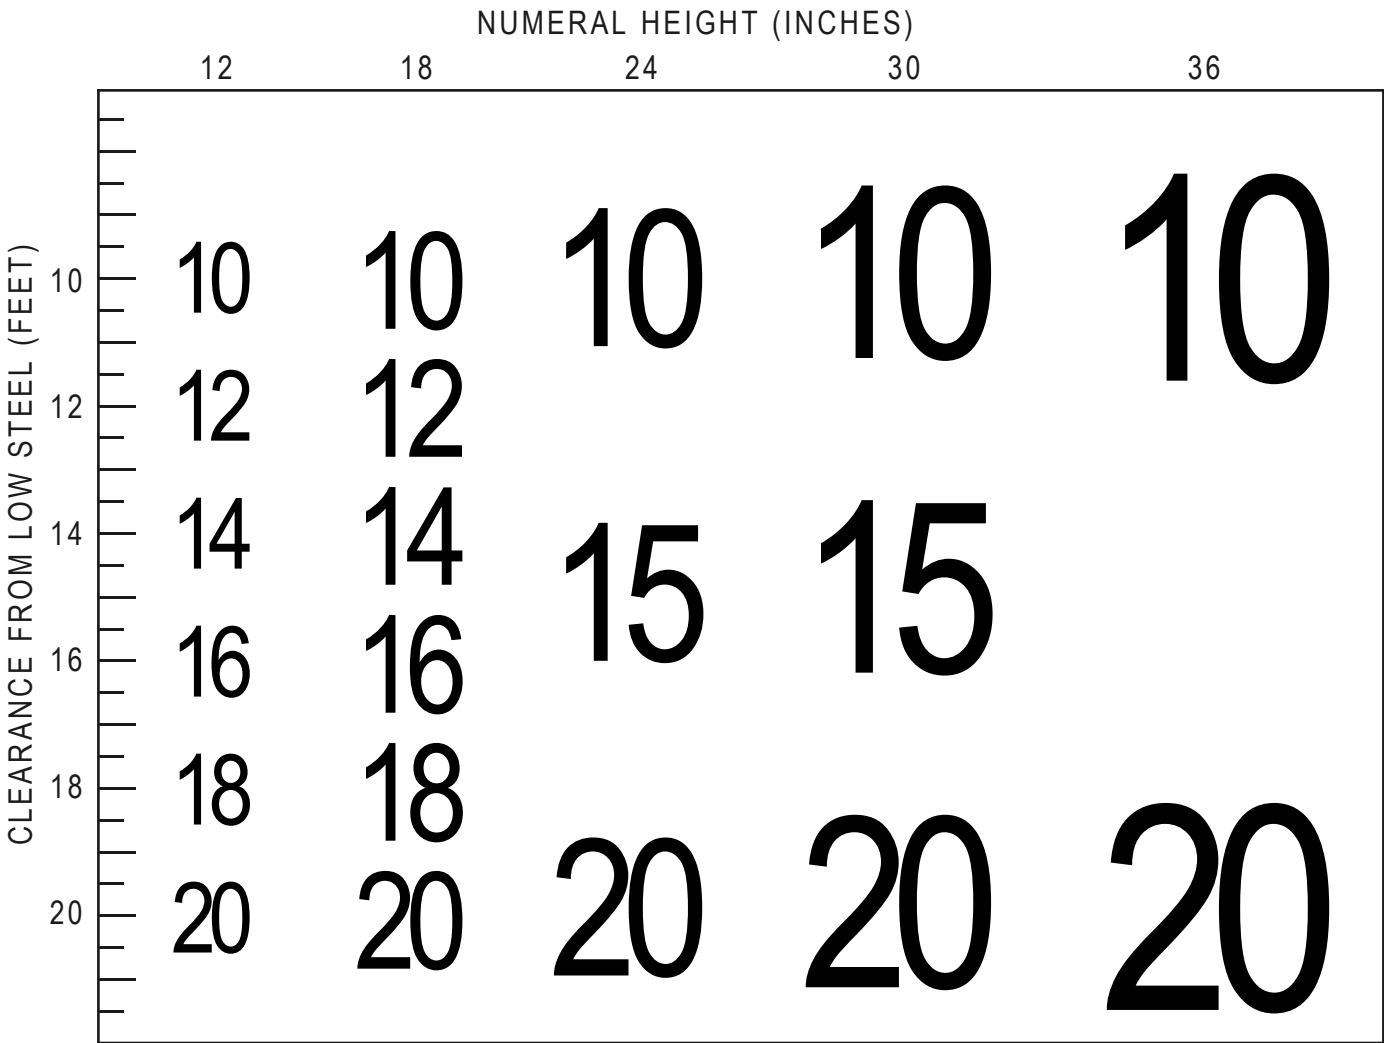 NUMERAL HEIGHT (INCHES)
12 18 24 30 36
CLEARANCE FROM LOW STEEL (FEET)
10 10 10 10 10 10
12 12 12
14 14 14
15 15
16 16 16
18 18 18
20 20 20 20 20 20